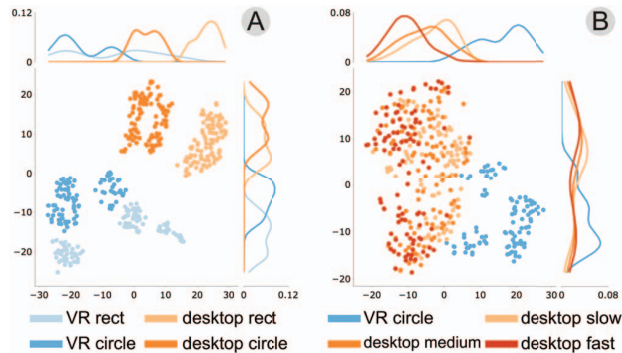 0.12
A
0
20
10
0
−10
−20
−30 −20 −10 0 10 20 30 0 0.12
VR rect desktop rect
VR circle desktop circle
0.08
B
0
20
10
0
−10
−20
−20 −10 0 10 20 30 0.08
VR circle desktop slow
desktop medium desktop fast